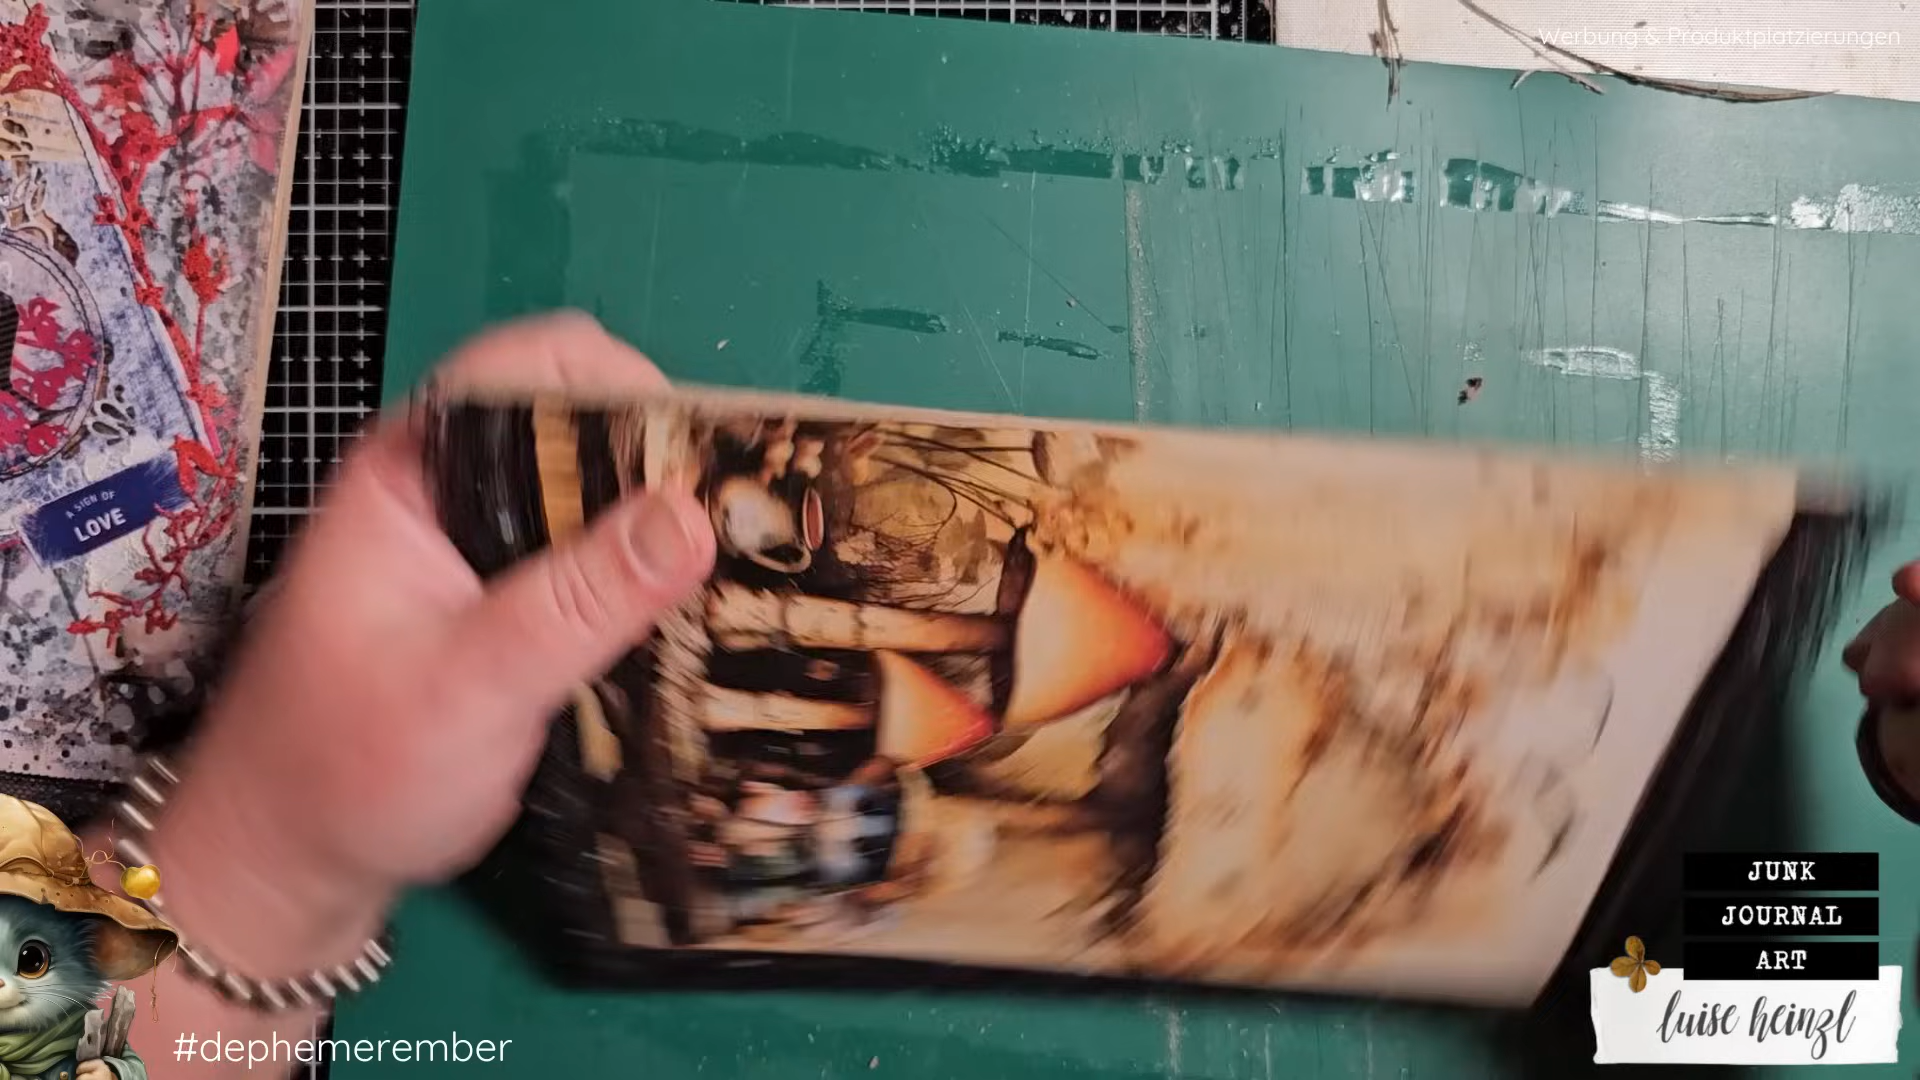 Werbung & Produktplatzierungen
A SIGN OF
LOVE
JUNK
JOURNAL
ART
luise heinzl
#dephemerember